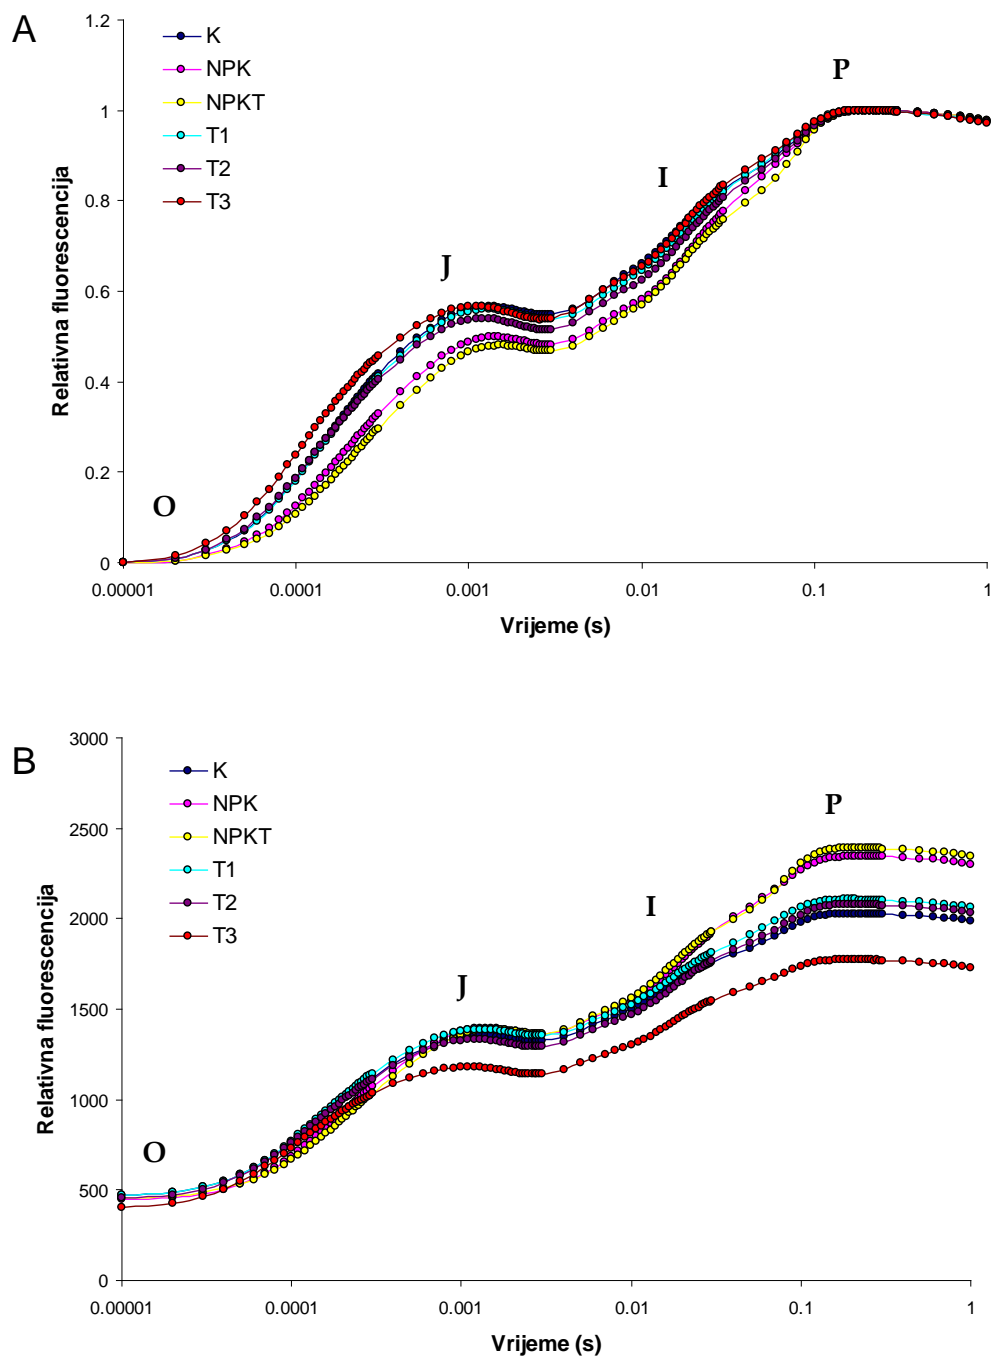 A
1.2
1
0.8
0.6
0.4
0.2
0
Relativna fluorescencija
K
NPK
NPKT
T1
T2
T3
O
J
I
P
0.00001
0.0001
0.001
0.01
0.1
1
Vrijeme (s)
B
3000
2500
2000
1500
1000
500
0
Relativna fluorescencija
K
NPK
NPKT
T1
T2
T3
O
J
I
P
0.00001
0.0001
0.001
0.01
0.1
1
Vrijeme (s)